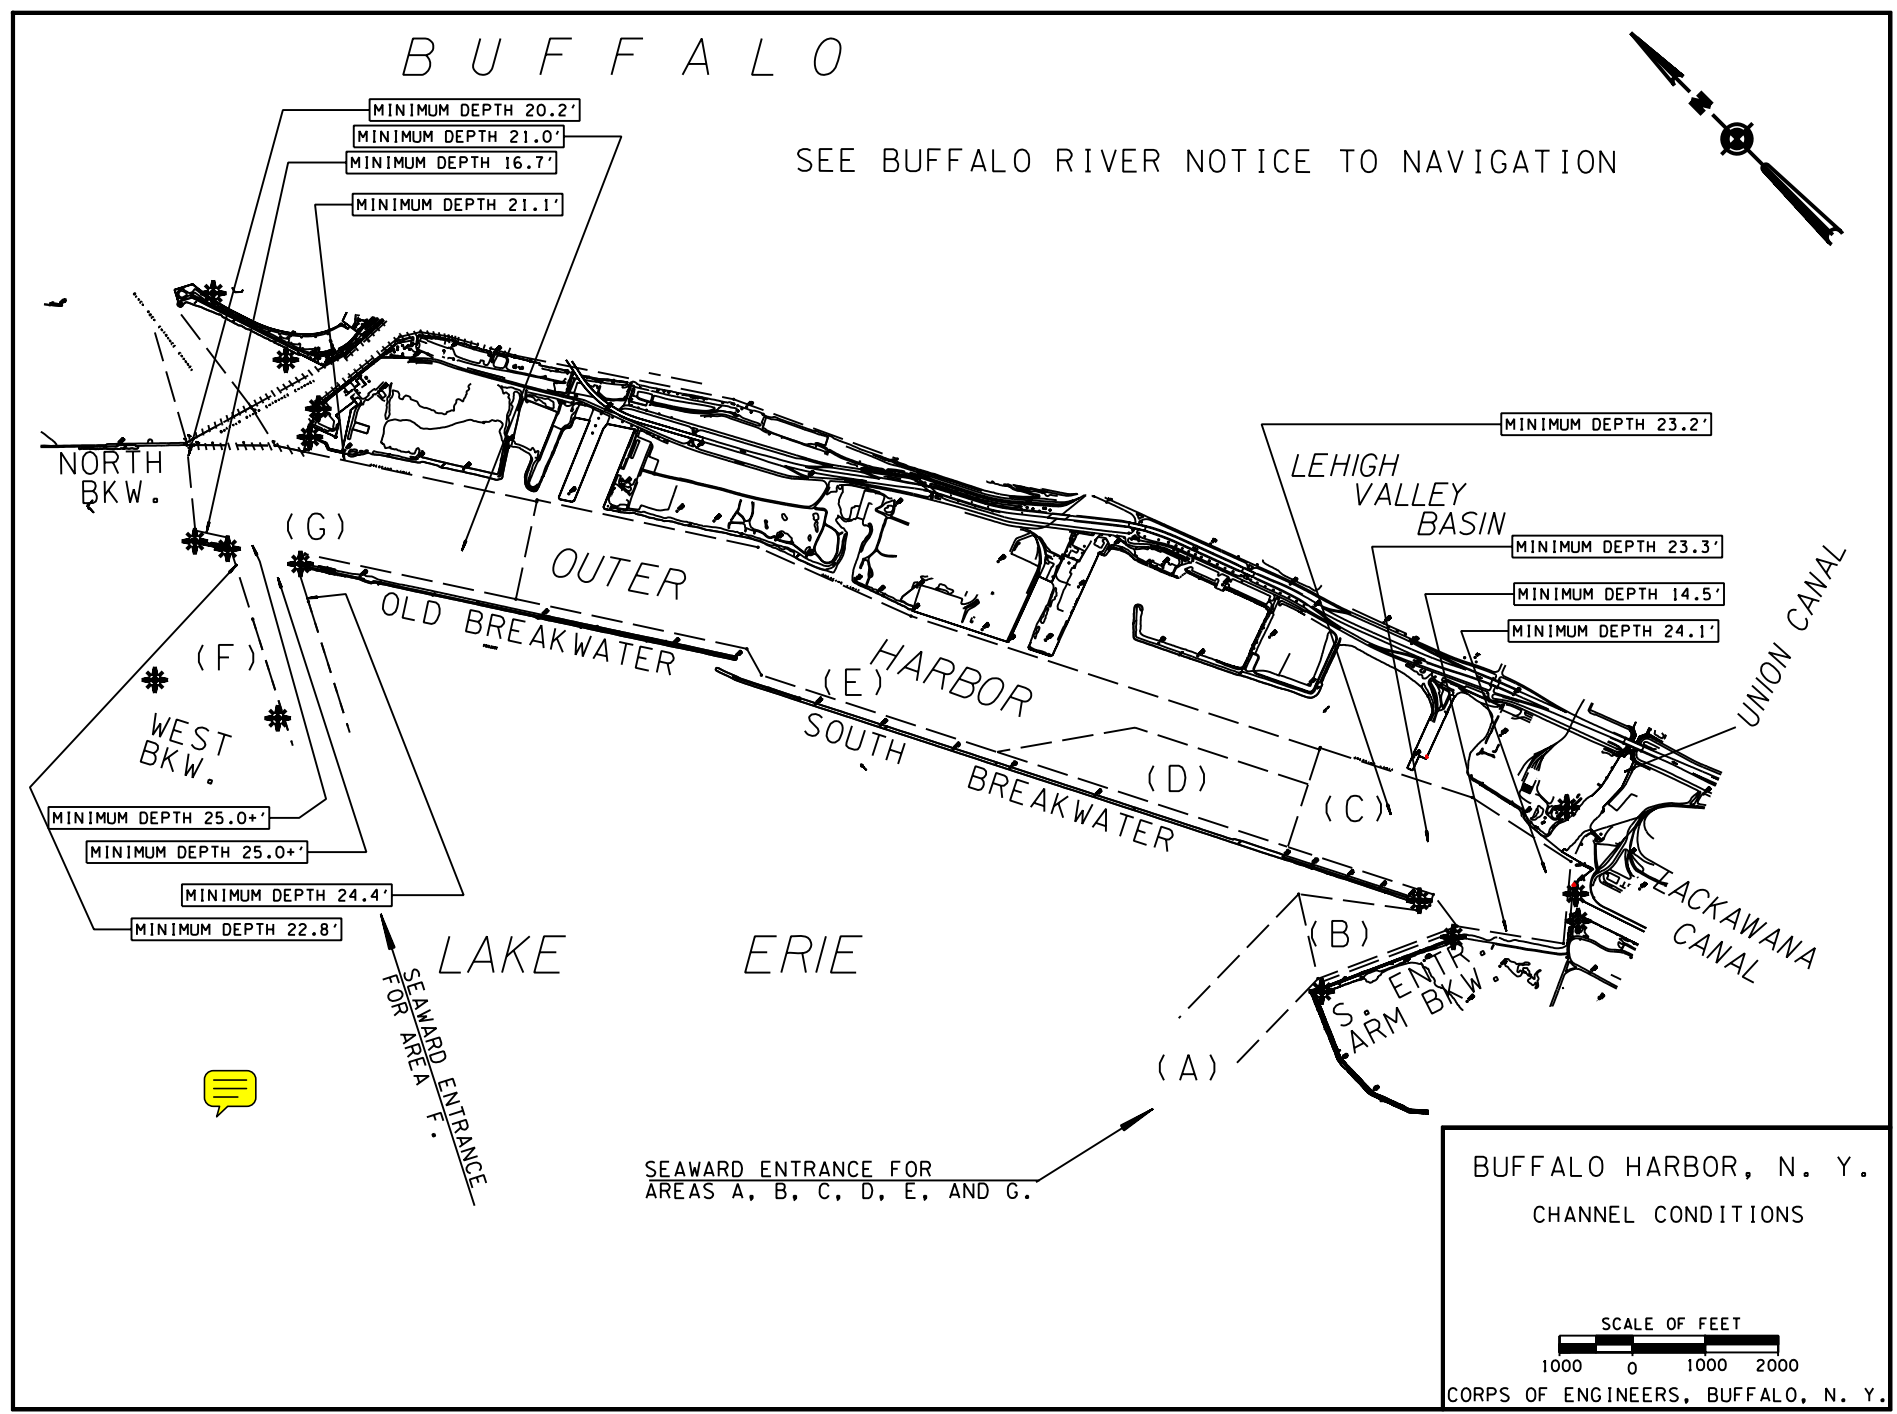 BUFFALO
MINIMUM DEPTH 20.2'
MINIMUM DEPTH 21.0'
MINIMUM DEPTH 16.7'
MINIMUM DEPTH 21.1'
SEE BUFFALO RIVER NOTICE TO NAVIGATION
N
NORTH
BKW.
(G)
OUTER
OLD BREAKWATER
HARBOR
(F)
WEST
BKW.
(E)
SOUTH
BREAKWATER
(D)
(C)
MINIMUM DEPTH 23.2'
LEHIGH
VALLEY
BASIN
MINIMUM DEPTH 23.3'
MINIMUM DEPTH 14.5'
MINIMUM DEPTH 24.1'
UNION CANAL
LACKAWANA
CANAL
(B)
S. ENTR.
ARM BKW.
(A)
MINIMUM DEPTH 25.0+'
MINIMUM DEPTH 25.0+'
MINIMUM DEPTH 24.4'
MINIMUM DEPTH 22.8'
LAKE ERIE
SEAWARD ENTRANCE
FOR AREA F.
SEAWARD ENTRANCE FOR
AREAS A, B, C, D, E, AND G.
BUFFALO HARBOR, N. Y.
CHANNEL CONDITIONS
SCALE OF FEET
1000 0 1000 2000
CORPS OF ENGINEERS, BUFFALO, N. Y.